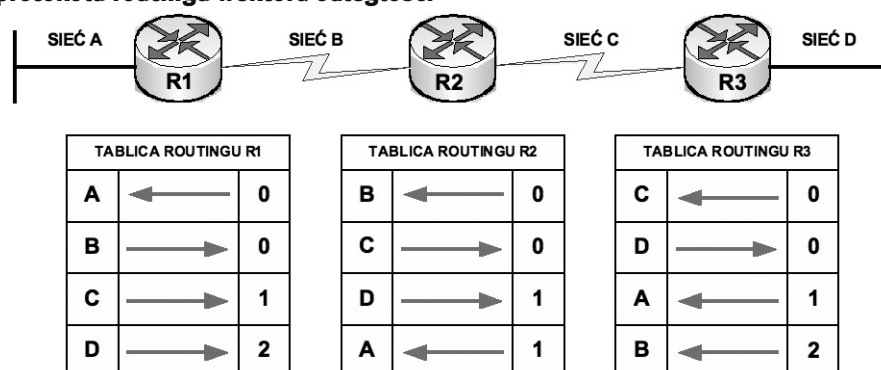 SIEĆ A SIEĆ B SIEĆ C SIEĆ D
R1 R2 R3
TABLICA ROUTINGU R1
A 0
B 0
C 1
D 2
TABLICA ROUTINGU R2
B 0
C 0
D 1
A 1
TABLICA ROUTINGU R3
C 0
D 0
A 1
B 2